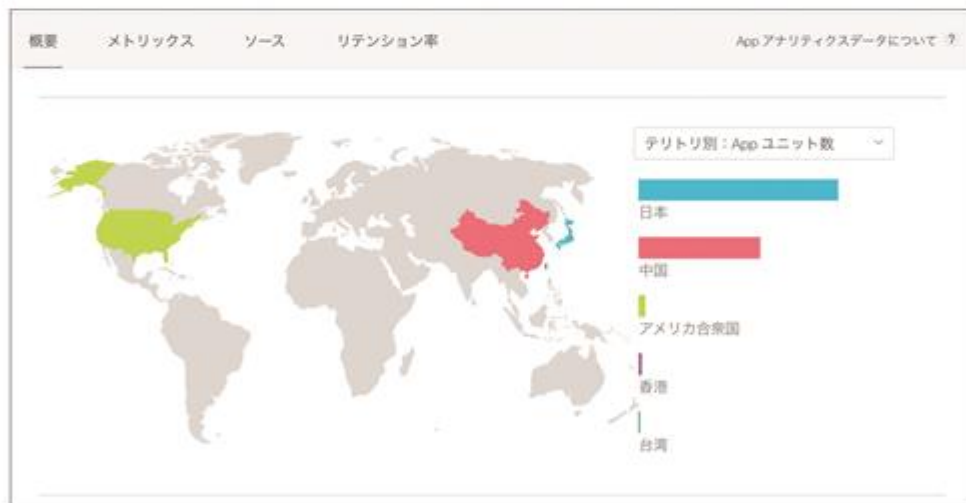 概要 メトリックス ソース リテンション率 App アナリティクスデータについて ?
テリトリ別：App ユニット数
日本
中国
アメリカ合衆国
香港
台湾